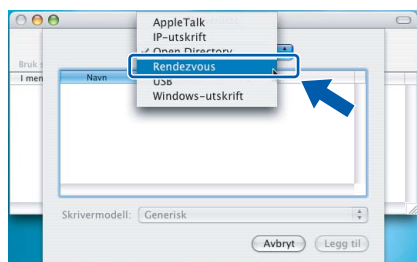 AppleTalk
IP-utskrift
Open Directory
Rendezvous
USB
Windows-utskrift
Bruk
I men
Navn
Skrivermodell: Generisk
Avbryt Legg til